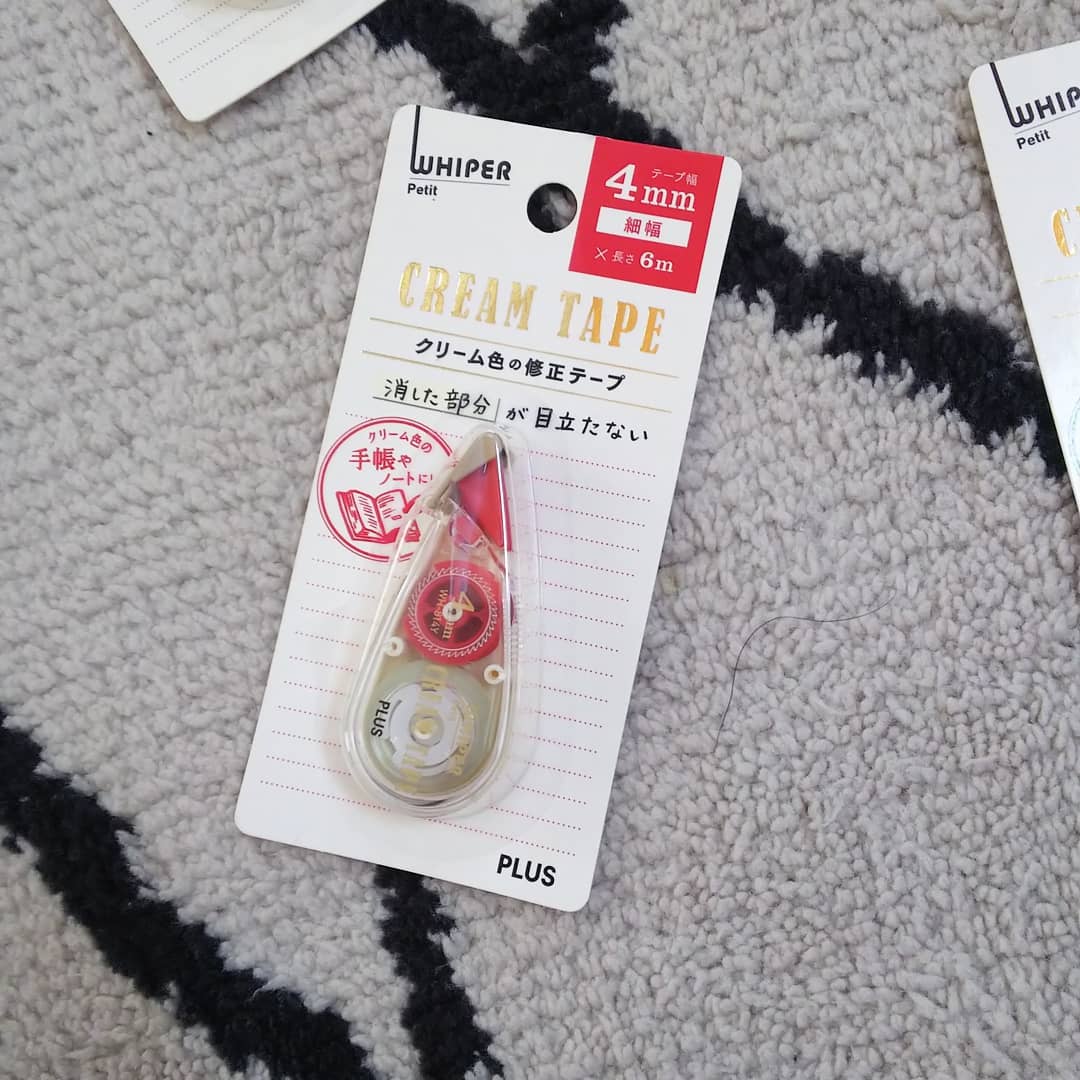 WHIPER
Petit
テープ幅
4mm
細幅
×長さ6m
CREAM TAPE
クリーム色の修正テープ
消した部分が目立たない
クリーム色の
手帳や
ノートに!
4mm
PLUS
PLUS
WHIPER
Petit